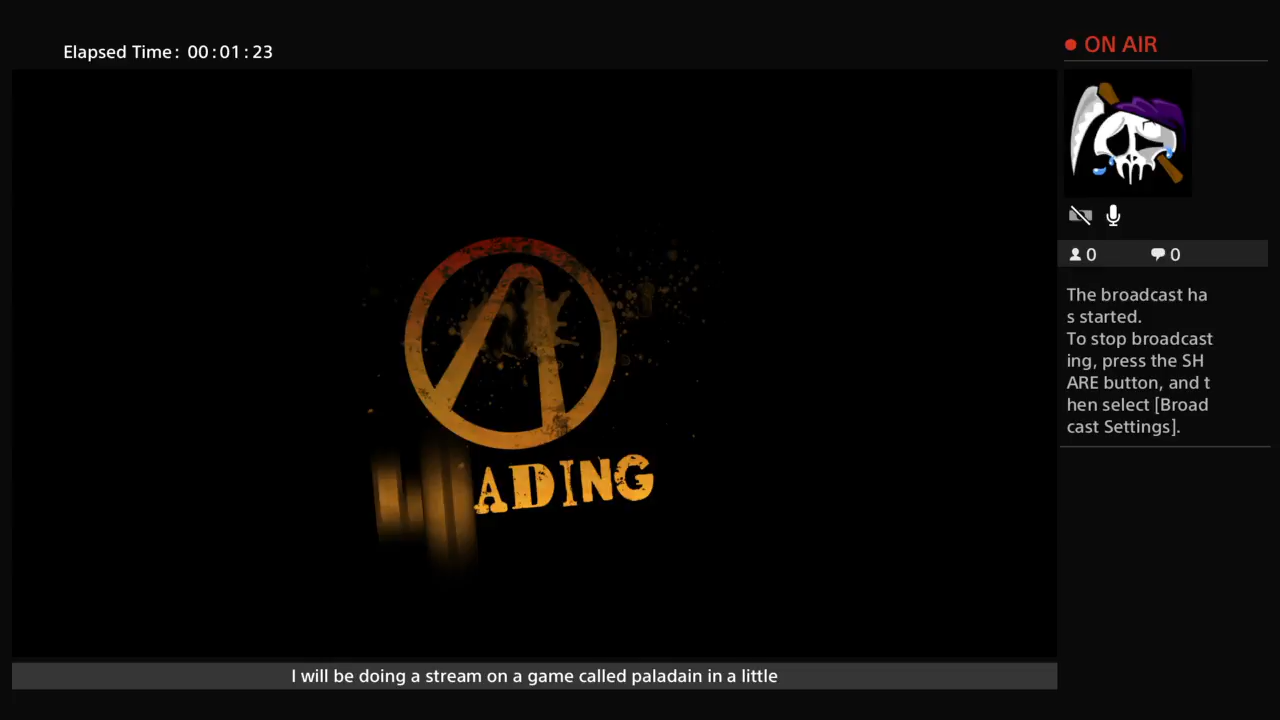 Elapsed Time: 00:01:23
ON AIR
0 0
The broadcast ha
s started.
To stop broadcast
ing, press the SH
ARE button, and t
hen select [Broad
cast Settings].
ADING
I will be doing a stream on a game called paladain in a little